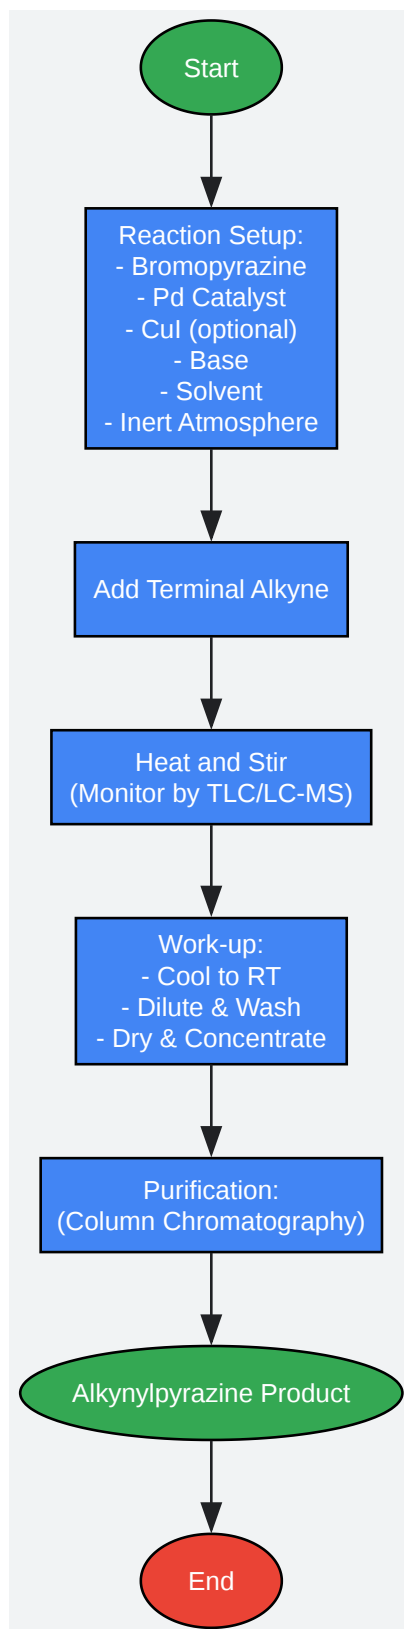 Start
Reaction Setup:
- Bromopyrazine
- Pd Catalyst
- CuI (optional)
- Base
- Solvent
- Inert Atmosphere
Add Terminal Alkyne
Heat and Stir
(Monitor by TLC/LC-MS)
Work-up:
- Cool to RT
- Dilute & Wash
- Dry & Concentrate
Purification:
(Column Chromatography)
Alkynylpyrazine Product
End